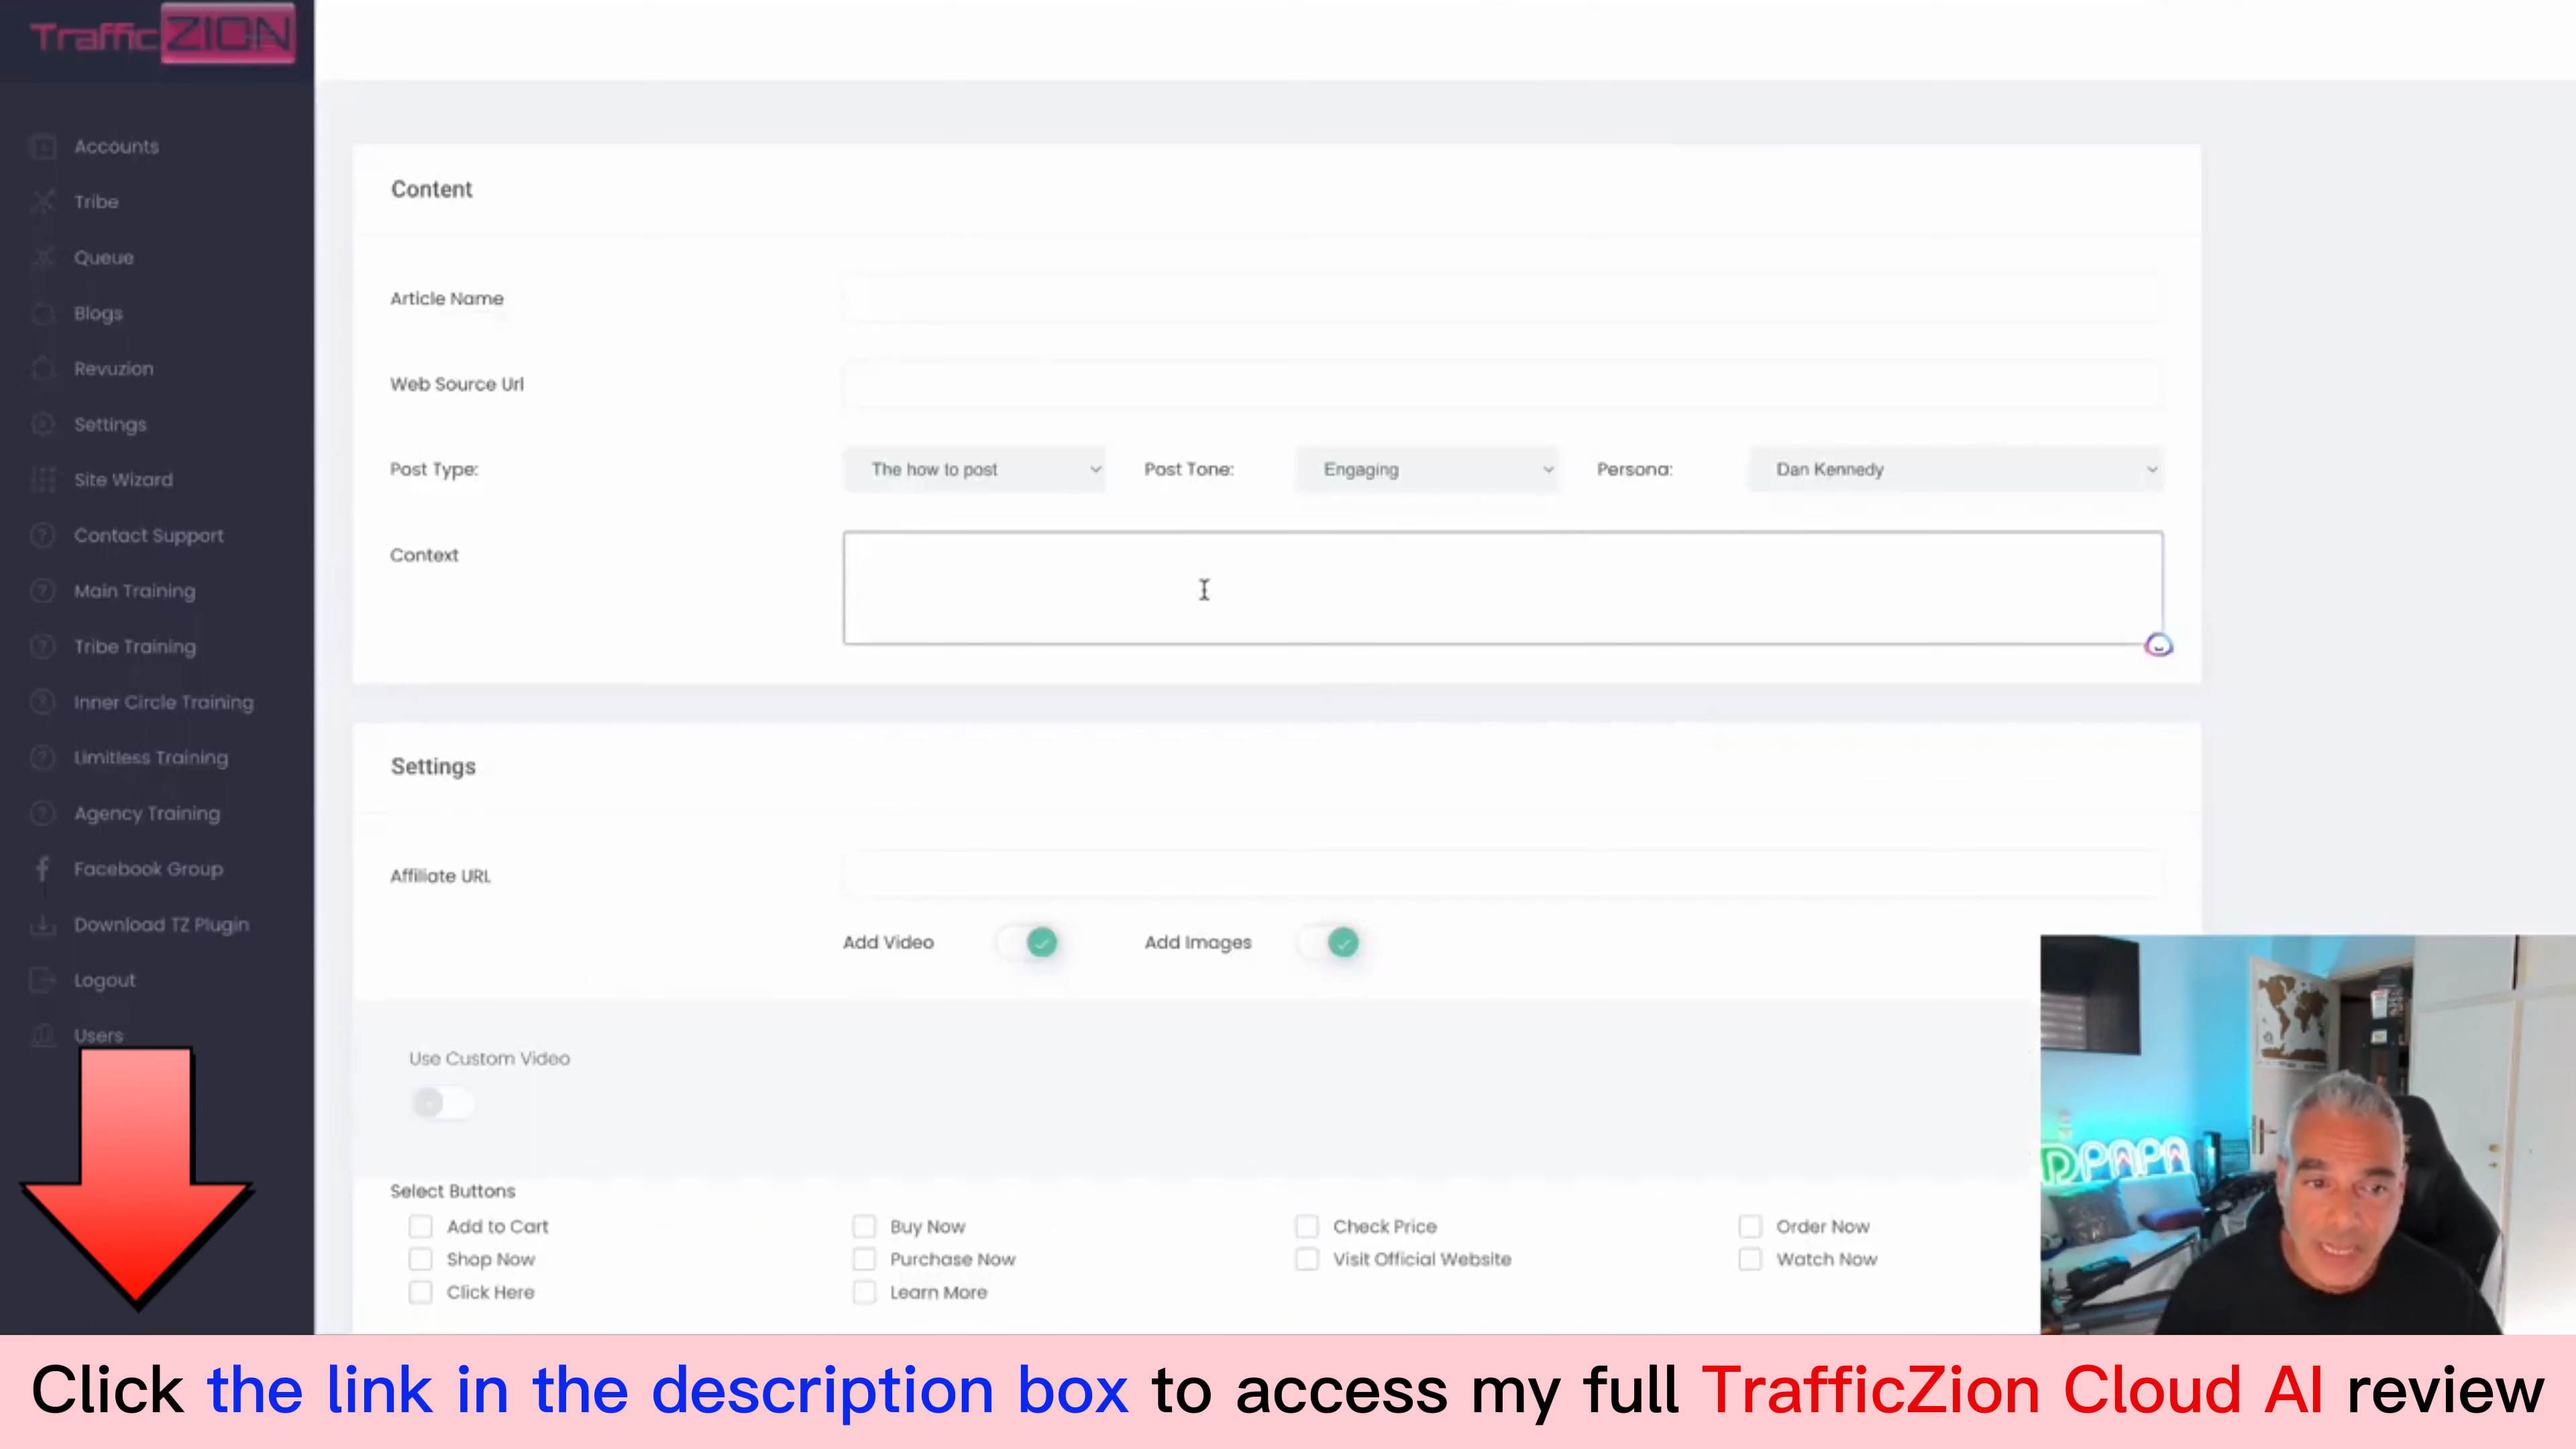 TrafficZION
Accounts
Tribe
Queue
Blogs
Revuzion
Settings
Site Wizard
Contact Support
Main Training
Tribe Training
Inner Circle Training
Limitless Training
Agency Training
Facebook Group
Download TZ Plugin
Logout
Users
Content
Article Name
Web Source Url
Post Type: The how to post Post Tone: Engaging Persona: Dan Kennedy
Context
Settings
Affiliate URL
Add Video Add Images
Use Custom Video
Select Buttons
Add to Cart Buy Now Check Price Order Now
Shop Now Purchase Now Visit Official Website Watch Now
Click Here Learn More
DPAPA
Click the link in the description box to access my full TrafficZion Cloud AI review